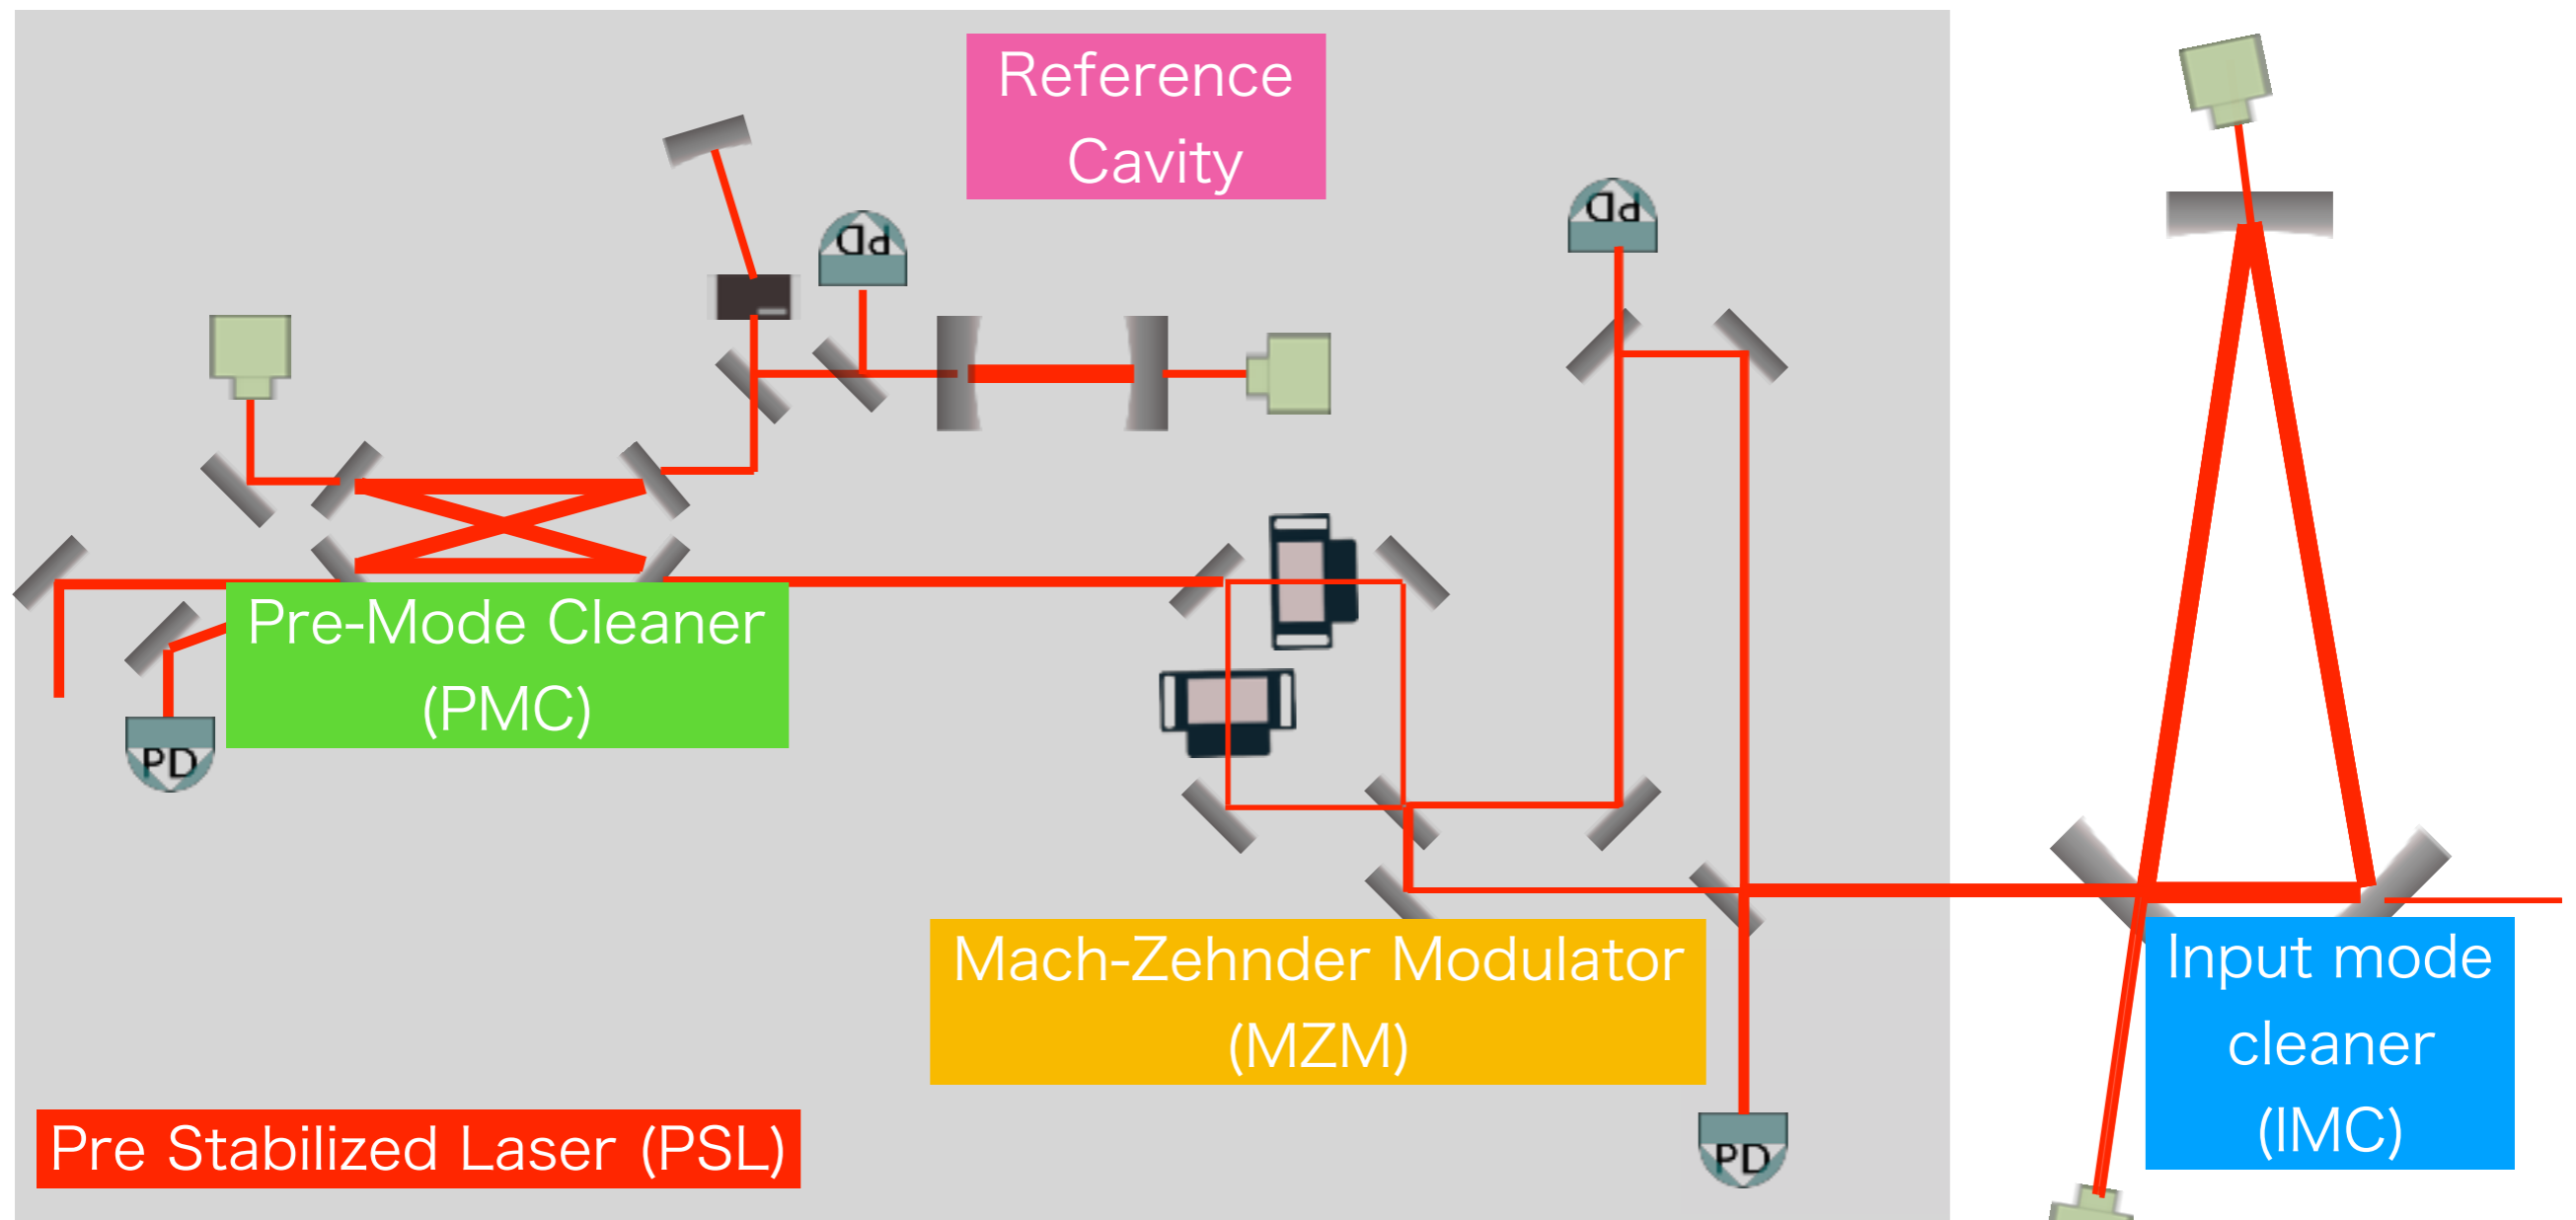 Reference
Cavity
PD
PD
Pre-Mode Cleaner
(PMC)
PD
Mach-Zehnder Modulator
(MZM)
Input mode
cleaner
(IMC)
PD
Pre Stabilized Laser (PSL)